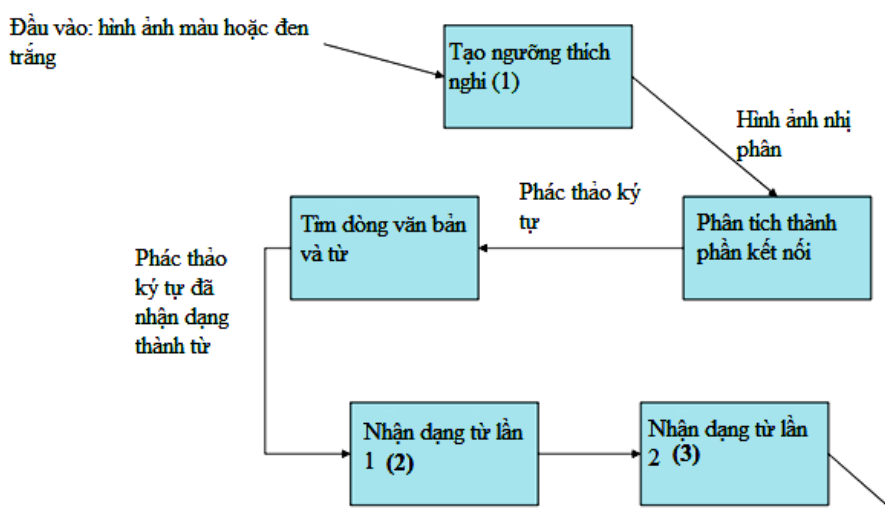 Đầu vào: hình ảnh màu hoặc đen
trắng
Tạo ngưỡng thích
nghi (1)
Hình ảnh nhị
phân
Phác thảo ký
tự
Tìm dòng văn bản
và từ
Phân tích thành
phần kết nối
Phác thảo
ký tự đã
nhận dạng
thành từ
Nhận dạng từ lần
1 (2)
Nhận dạng từ lần
2 (3)